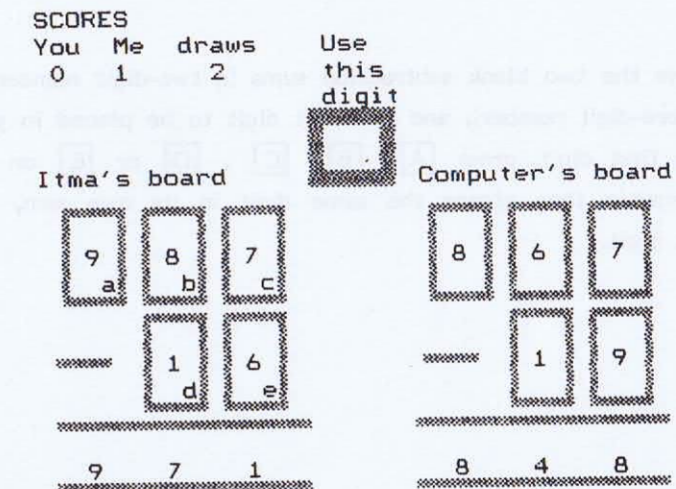 SCORES
You Me draws
0 1 2
Use
this
digit
Itma's board
9 a 8 b 7 c
1 d 6 e
9 7 1
Computer's board
8 6 7
1 9
8 4 8